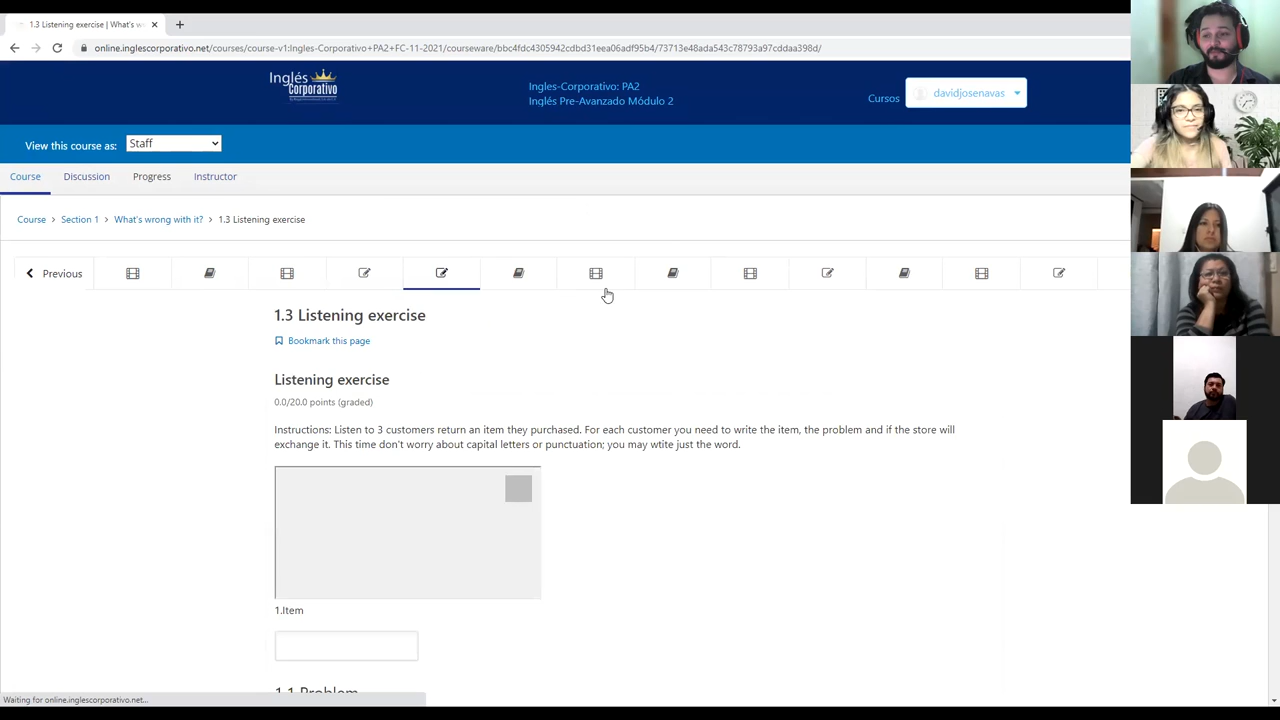 1.3 Listening exercise | What's w
online.inglescorporativo.net/courses/course-v1:Ingles-Corporativo+PA2+FC-11-2021/courseware/bbc4fdc4305942cdbd31eea06adf95b4/73713e48ada543c78793a97cddaa398d/
Inglés
Corporativo
Ingles-Corporativo: PA2
Inglés Pre-Avanzado Módulo 2
Cursos
davidjosenavas
View this course as:
Staff
Course
Discussion
Progress
Instructor
Course > Section 1 > What's wrong with it? > 1.3 Listening exercise
Previous
1.3 Listening exercise
Bookmark this page
Listening exercise
0.0/20.0 points (graded)
Instructions: Listen to 3 customers return an item they purchased. For each customer you need to write the item, the problem and if the store will
exchange it. This time don't worry about capital letters or punctuation; you may wtite just the word.
1.Item
1.1 Problem
Waiting for online.inglescorporativo.net...